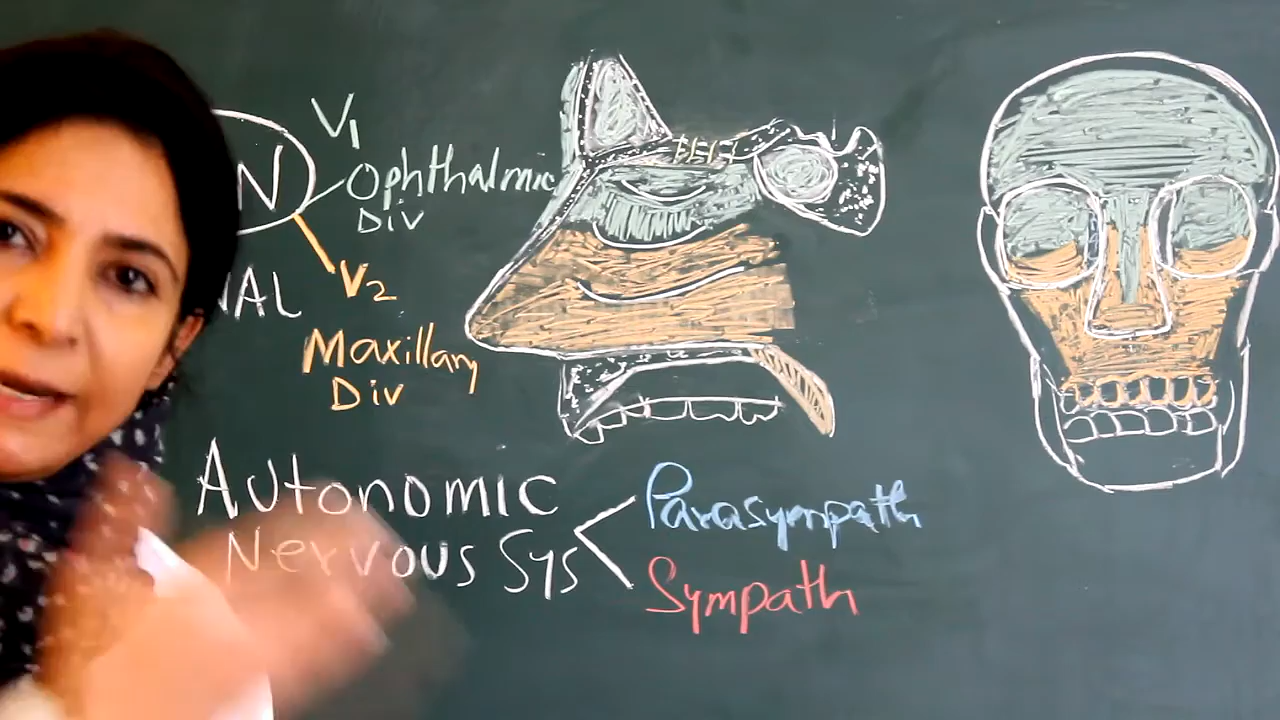 V1
N
Ophthalmic
Div
NAL
V2
Maxillary
Div
Autonomic
Nervous Sys
Parasympath
Sympath